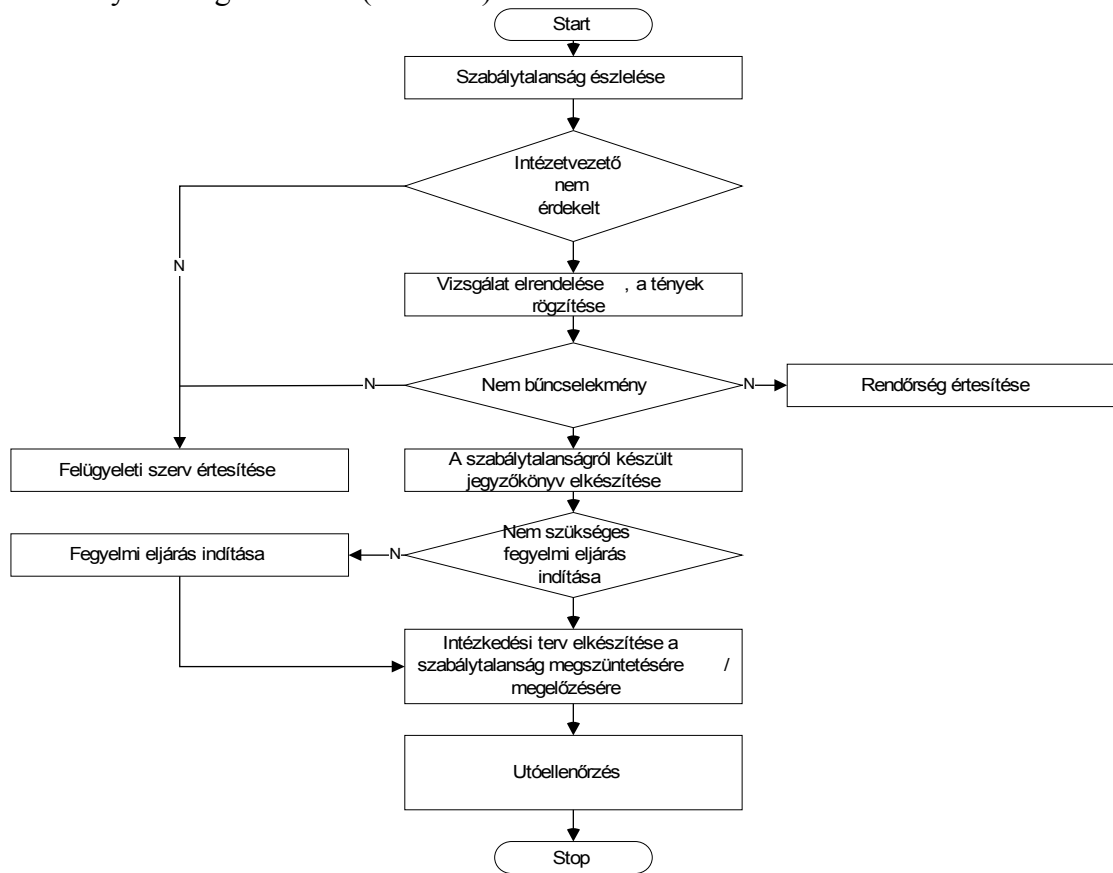 Start
Szabálytalanság észlelése
Intézetvezető
nem
érdekelt
N
Vizsgálat elrendelése , a tények
rögzítése
N
Nem bűncselekmény
N
Rendőrség értesítése
Felügyeleti szerv értesítése
A szabálytalanságról készült
jegyzőkönyv elkészítése
Fegyelmi eljárás indítása
N
Nem szükséges
fegyelmi eljárás
indítása
Intézkedési terv elkészítése a
szabálytalanság megszüntetésére /
megelőzésére
Utóellenőrzés
Stop